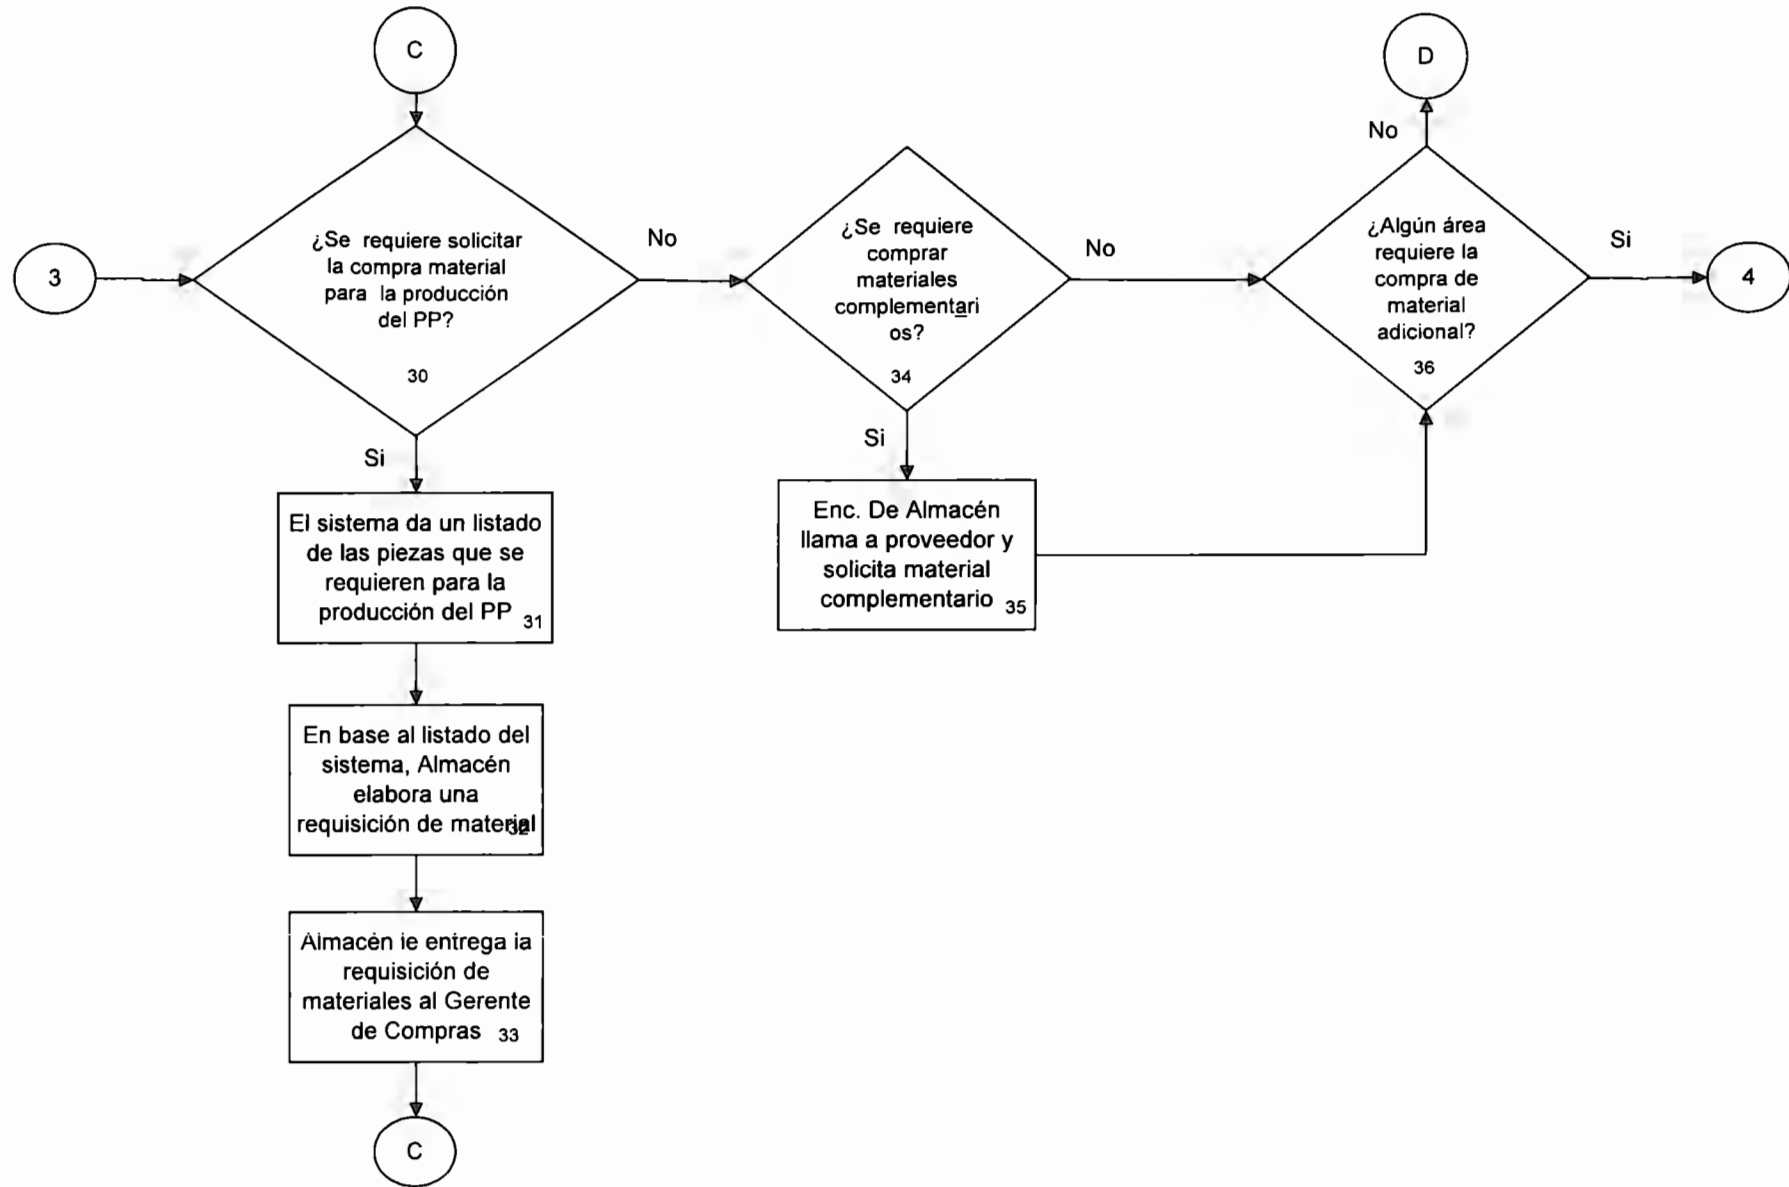 C
D
No
3
¿Se requiere solicitar
la compra material
para la producción
del PP?
30
No
¿Se requiere
comprar
materiales
complementari
os?
34
No
¿Algún área
requiere la
compra de
material
adicional?
36
Si
4
Si
Si
El sistema da un listado
de las piezas que se
requieren para la
producción del PP
31
Enc. De Almacén
llama a proveedor y
solicita material
complementario
35
En base al listado del
sistema, Almacén
elabora una
requisición de material
32
Almacén le entrega la
requisición de
materiales al Gerente
de Compras
33
C